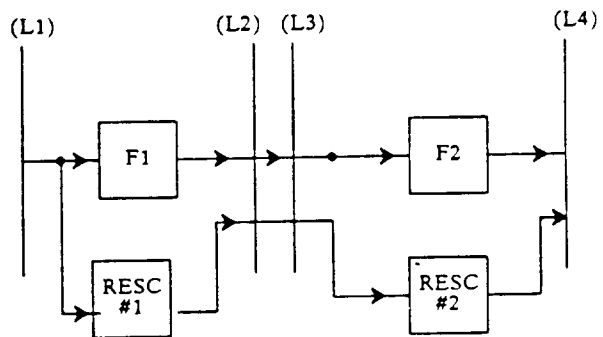 (L1)
(L2)
(L3)
(L4)
F1
F2
RESC
#1
RESC
#2